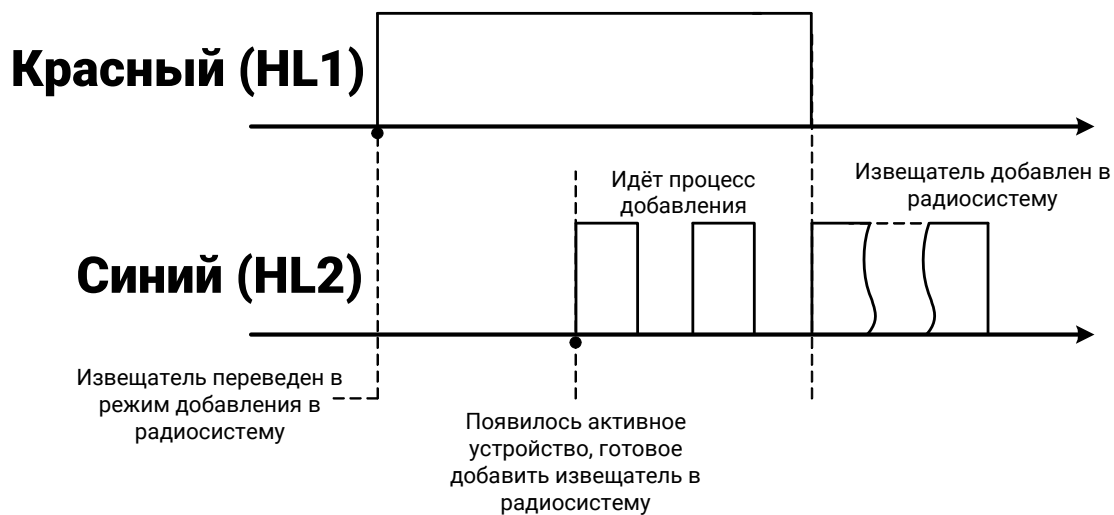 Красный (HL1)
Идёт процесс
добавления
Извещатель добавлен в
радиосистему
Синий (HL2)
Извещатель переведен в
режим добавления в
радиосистему
Появилось активное
устройство, готовое
добавить извещатель в
радиосистему